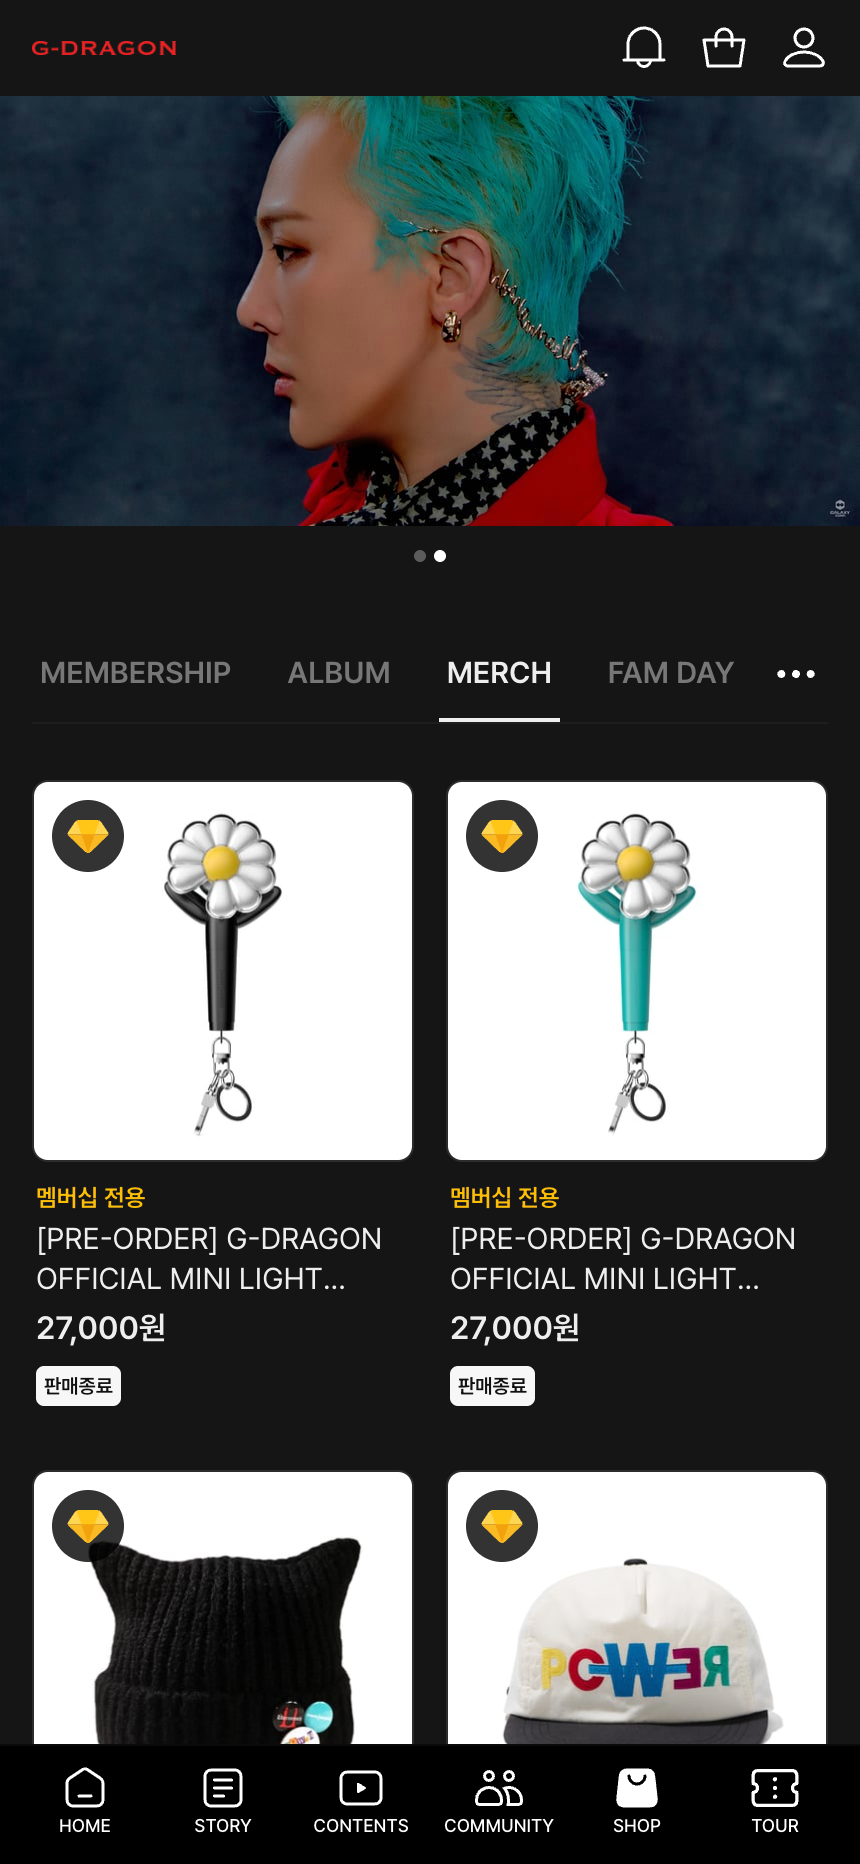 G-DRAGON
GALAXY
MEMBERSHIP ALBUM MERCH FAM DAY
멤버십 전용
[PRE-ORDER] G-DRAGON
OFFICIAL MINI LIGHT...
27,000원
판매종료
멤버십 전용
[PRE-ORDER] G-DRAGON
OFFICIAL MINI LIGHT...
27,000원
판매종료
POWER
HOME STORY CONTENTS COMMUNITY SHOP TOUR